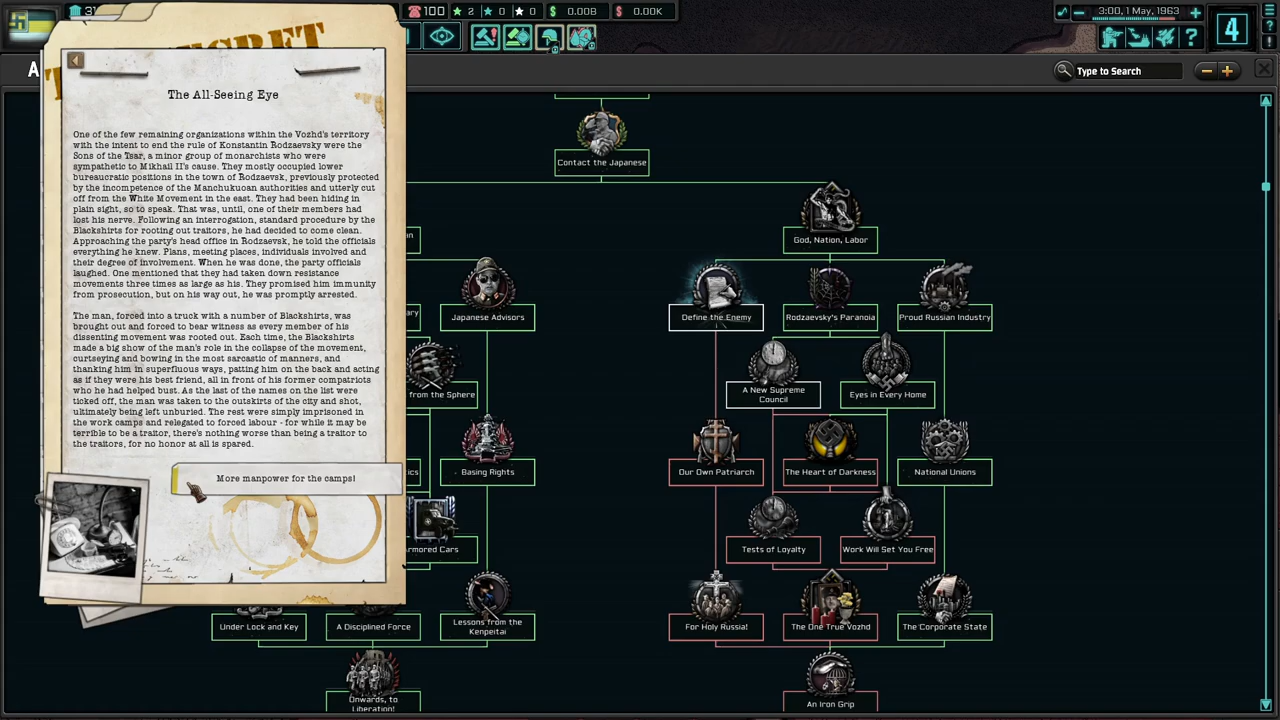 31
100
2
0
0
0.00B
0.00K
3:00, 1 May, 1963
4
Type to Search
The All-Seeing Eye
One of the few remaining organizations within the Vozhd's territory
with the intent to end the rule of Konstantin Rodzaevsky were the
Sons of the Tsar, a minor group of monarchists who were
sympathetic to Mikhail II's cause. They mostly occupied lower
bureaucratic positions in the town of Rodzaevsk, previously protected
by the incompetence of the Manchukuoan authorities and utterly cut
off from the White Movement in the east. They had been hiding in
plain sight, so to speak. That was, until, one of their members had
lost his nerve. Following an interrogation, standard procedure by the
Blackshirts for rooting out traitors, he had decided to come clean.
Approaching the party's head office in Rodzaevsk, he told the officials
everything he knew. Plans, meeting places, individuals involved and
their degree of involvement. When he was done, the party officials
laughed. One mentioned that they had taken down resistance
movements three times as large as his. They promised him immunity
from prosecution, but on his way out, he was promptly arrested.
The man, forced into a truck with a number of Blackshirts, was
brought out and forced to bear witness as every member of his
dissenting movement was rooted out. Each time, the Blackshirts
made a big show of the man's role in the collapse of the movement,
curtseying and bowing in the most sarcastic of manners, and
thanking him in superfluous ways, patting him on the back and acting
as if they were his best friend, all in front of his former compatriots
who he had helped bust. As the last of the names on the list were
ticked off, the man was taken to the outskirts of the city and shot,
ultimately being left unburied. The rest were simply imprisoned in
the work camps and relegated to forced labour - for while it may be
terrible to be a traitor, there's nothing worse than being a traitor to
the traitors, for no honor at all is spared.
More manpower for the camps!
Contact the Japanese
God, Nation, Labor
Japanese Advisors
Define the Enemy
Rodzaevsky's Paranoia
Proud Russian Industry
from the Sphere
A New Supreme
Council
Eyes in Every Home
Basing Rights
Our Own Patriarch
The Heart of Darkness
National Unions
Armored Cars
Tests of Loyalty
Work Will Set You Free
Under Lock and Key
A Disciplined Force
Lessons from the
Kenpeitai
For Holy Russia!
The One True Vozhd
The Corporate State
Onwards, to
Liberation!
An Iron Grip